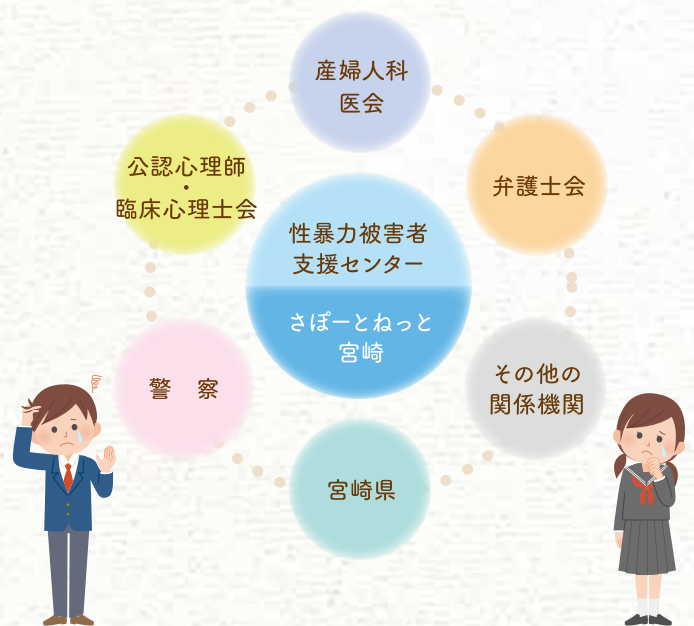 産婦人科
医会
公認心理師
・
臨床心理士会
弁護士会
性暴力被害者
支援センター
さぽーとねっと
宮崎
警　察
その他の
関係機関
宮崎県